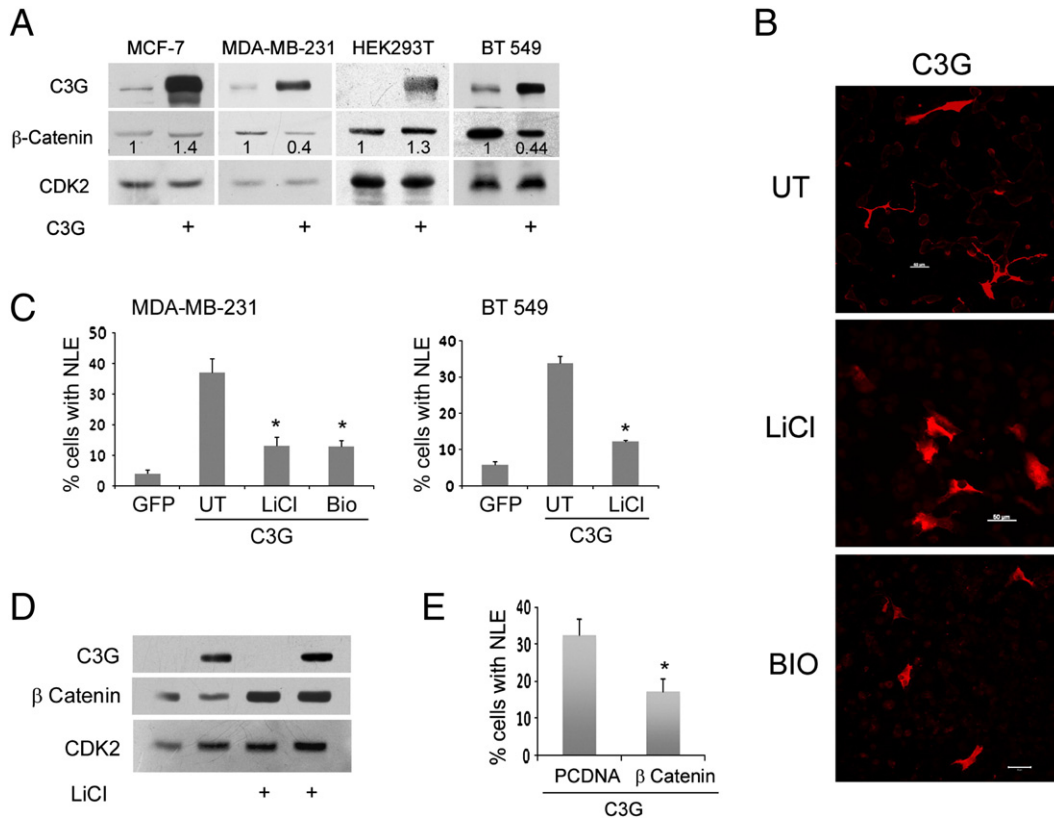 A
MCF-7 MDA-MB-231 HEK293T BT 549
C3G
β-Catenin
1 1.4 1 0.4 1 1.3 1 0.44
CDK2
C3G + + + +
B
C3G
UT
LiCl
50 μm
BIO
C
MDA-MB-231
% cells with NLE
50
40
30
20
10
0
GFP UT LiCl Bio
* *
C3G
BT 549
% cells with NLE
50
40
30
20
10
0
GFP UT LiCl
*
C3G
D
C3G
β Catenin
CDK2
LiCl + +
E
% cells with NLE
40
30
20
10
0
*
PCDNA β Catenin
C3G